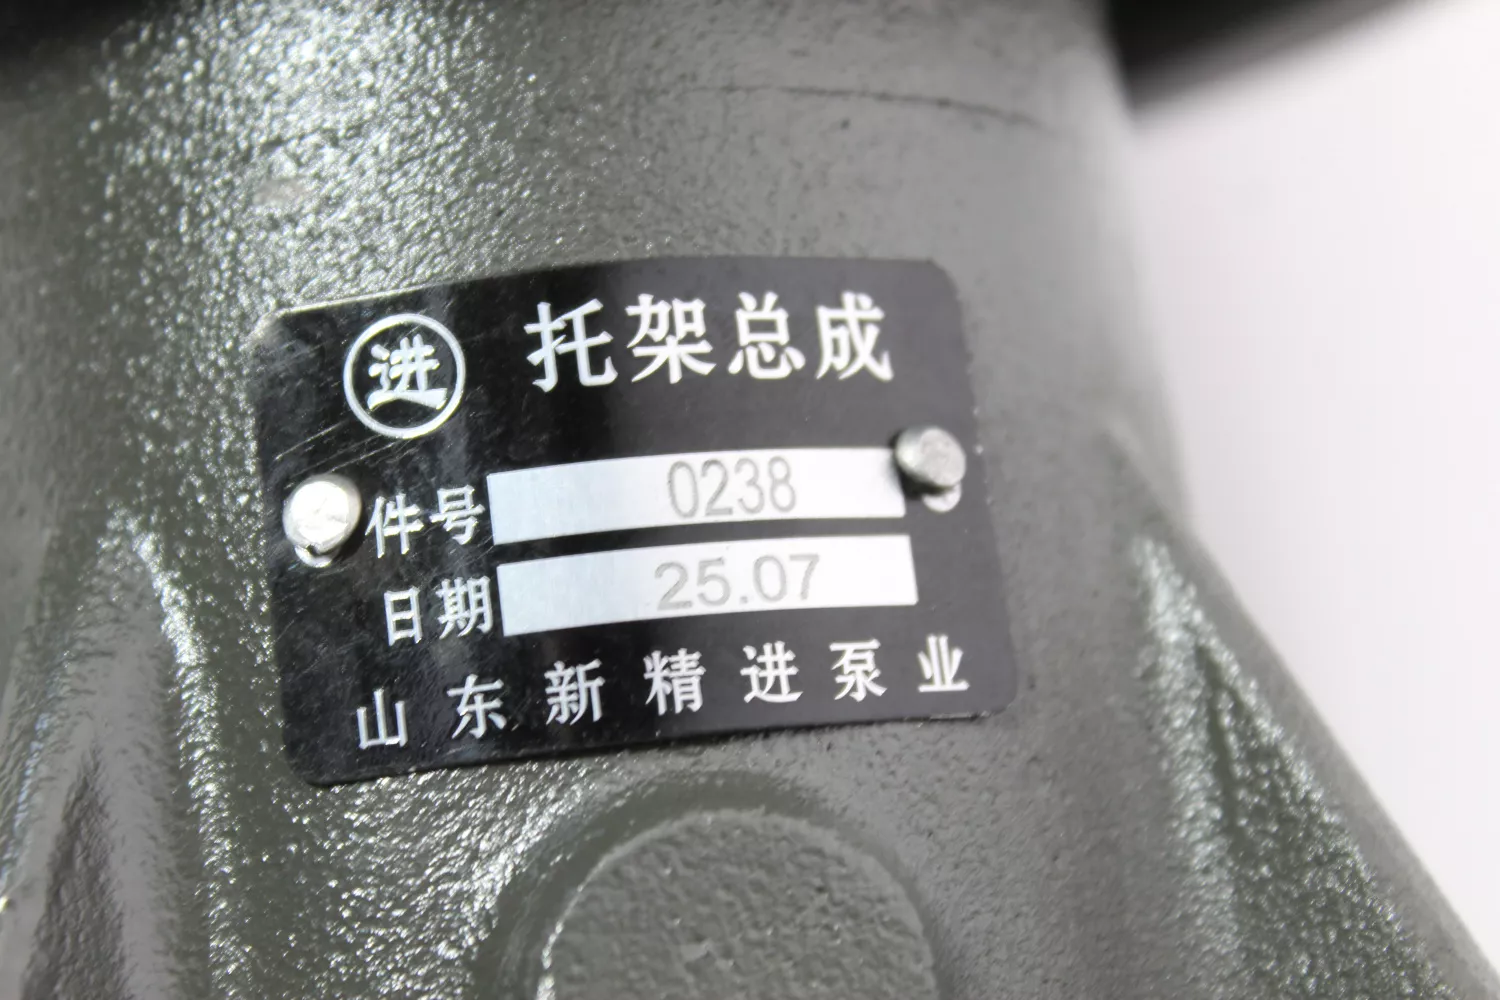 进 托架总成
件号 0238
日期 25.07
山东新精进泵业